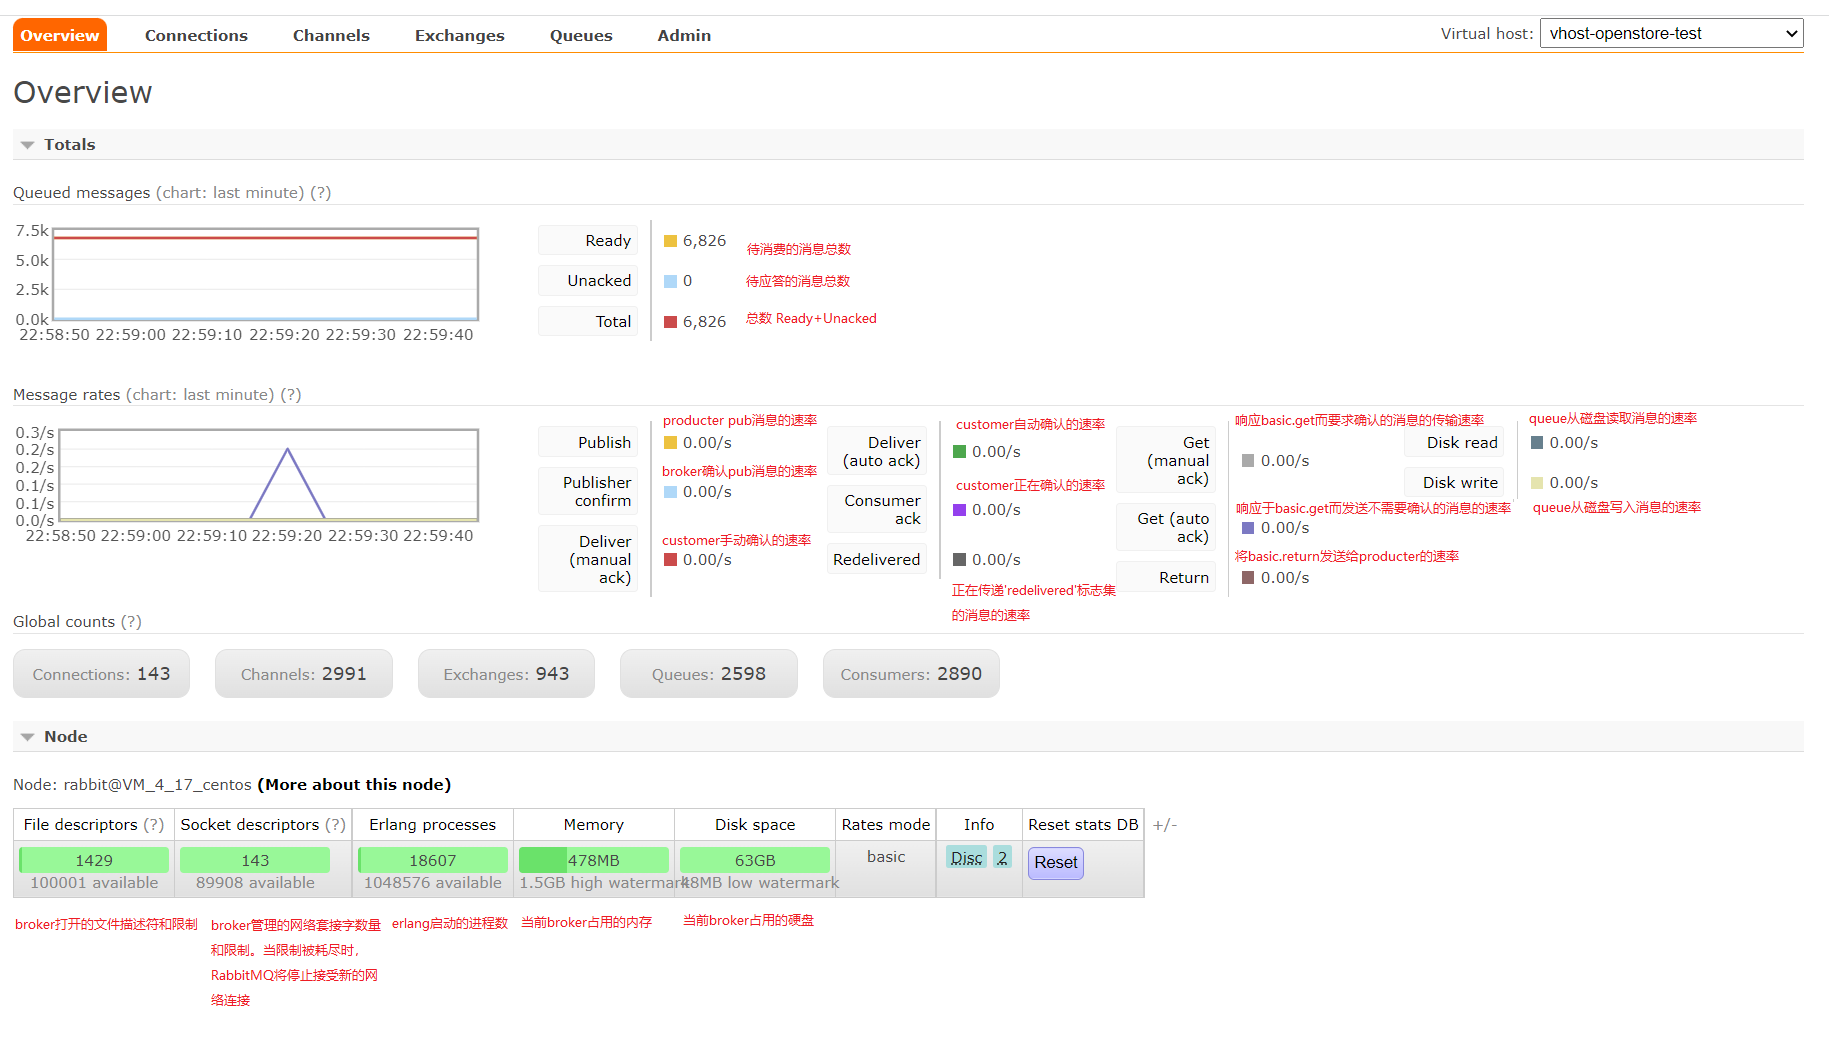 Overview Connections Channels Exchanges Queues Admin Virtual host: vhost-openstore-test
Overview
Totals
Queued messages (chart: last minute) (?)
7.5k
5.0k
2.5k
0.0k
22:58:50 22:59:00 22:59:10 22:59:20 22:59:30 22:59:40
Ready 6,826 待消费的消息总数
Unacked 0 待应答的消息总数
Total 6,826 总数 Ready+Unacked
Message rates (chart: last minute) (?)
0.3/s
0.2/s
0.2/s
0.1/s
0.1/s
0.0/s
22:58:50 22:59:00 22:59:10 22:59:20 22:59:30 22:59:40
producter pub消息的速率
Publish 0.00/s
broker确认pub消息的速率
Publisher
confirm
0.00/s
customer手动确认的速率
Deliver
(manual
ack)
0.00/s
customer自动确认的速率
Deliver
(auto ack)
0.00/s
customer正在确认的速率
Consumer
ack
0.00/s
Redelivered 0.00/s
正在传递'redelivered'标志集
的消息的速率
响应basic.get而要求确认的消息的传输速率
Get
(manual
ack)
0.00/s
响应于basic.get而发送不需要确认的消息的速率
Get (auto
ack)
0.00/s
将basic.return发送给producter的速率
Return 0.00/s
queue从磁盘读取消息的速率
Disk read 0.00/s
Disk write 0.00/s
queue从磁盘写入消息的速率
Global counts (?)
Connections: 143 Channels: 2991 Exchanges: 943 Queues: 2598 Consumers: 2890
Node
Node: rabbit@VM_4_17_centos (More about this node)
File descriptors (?) Socket descriptors (?) Erlang processes Memory Disk space Rates mode Info Reset stats DB +/-
1429 143 18607 478MB 63GB basic Disc 2 Reset
100001 available 89908 available 1048576 available 1.5GB high watermark 48MB low watermark
broker打开的文件描述符和限制
broker管理的网络套接字数量
和限制。当限制被耗尽时，
RabbitMQ将停止接受新的网
络连接
erlang启动的进程数
当前broker占用的内存
当前broker占用的硬盘